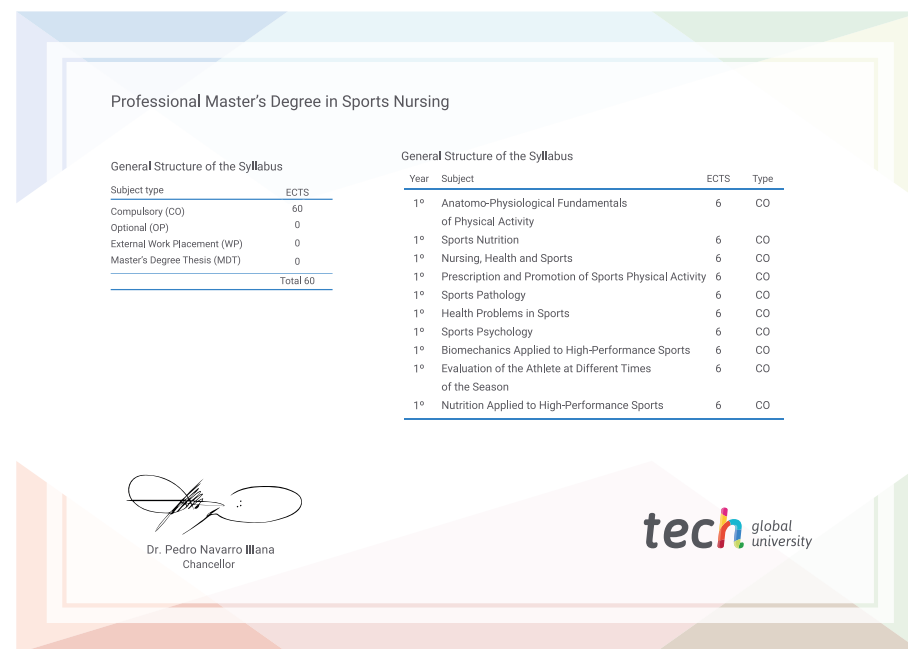 Professional Master's Degree in Sports Nursing
General Structure of the Syllabus
Subject type ECTS
Compulsory (CO) 60
Optional (OP) 0
External Work Placement (WP) 0
Master's Degree Thesis (MDT) 0
Total 60
General Structure of the Syllabus
Year Subject ECTS Type
1º Anatomo-Physiological Fundamentals 6 CO
of Physical Activity
1º Sports Nutrition 6 CO
1º Nursing, Health and Sports 6 CO
1º Prescription and Promotion of Sports Physical Activity 6 CO
1º Sports Pathology 6 CO
1º Health Problems in Sports 6 CO
1º Sports Psychology 6 CO
1º Biomechanics Applied to High-Performance Sports 6 CO
1º Evaluation of the Athlete at Different Times 6 CO
of the Season
1º Nutrition Applied to High-Performance Sports 6 CO
Dr. Pedro Navarro Illana
Chancellor
tech global
university